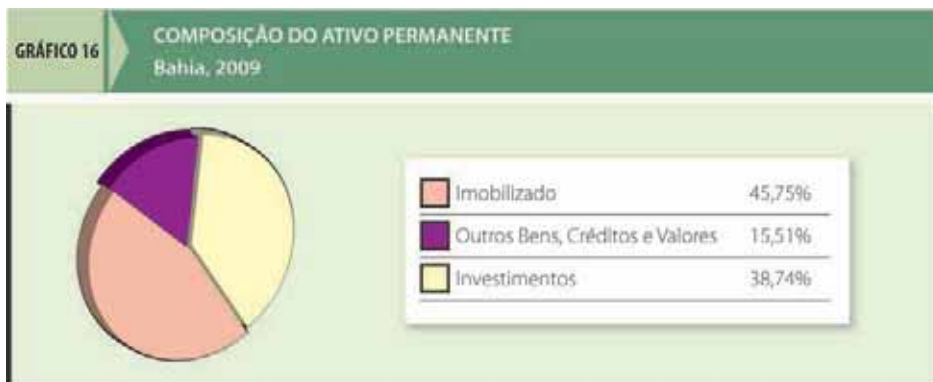 GRÁFICO 16
COMPOSIÇÃO DO ATIVO PERMANENTE
Bahia, 2009
Imobilizado 45,75%
Outros Bens, Créditos e Valores 15,51%
Investimentos 38,74%